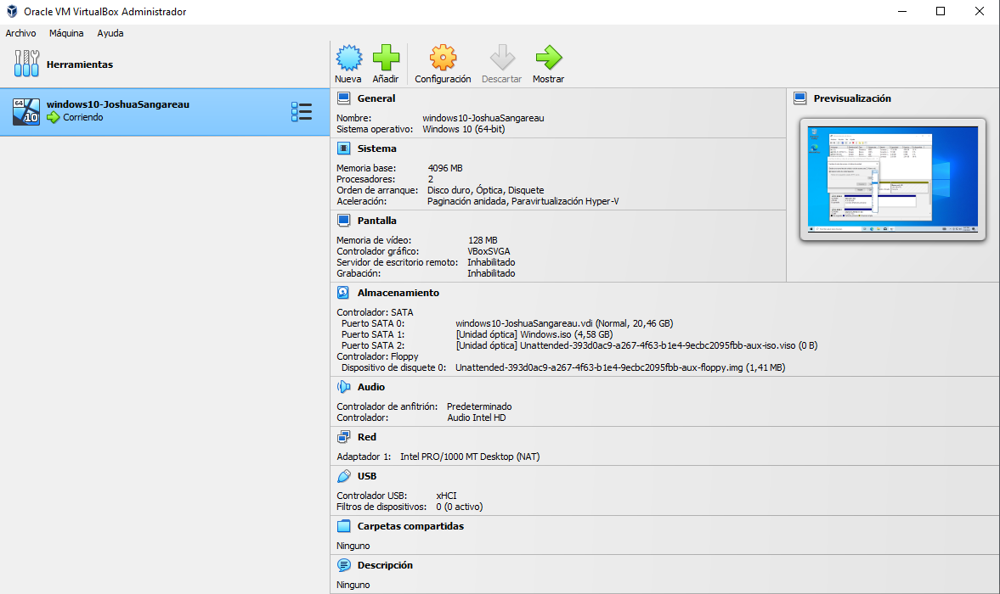 Oracle VM VirtualBox Administrador
Archivo Máquina Ayuda
Herramientas
Nueva Añadir Configuración Descartar Mostrar
64
10
windows10-JoshuaSangareau
Corriendo
General
Nombre: windows10-JoshuaSangareau
Sistema operativo: Windows 10 (64-bit)
Previsualización
Sistema
Memoria base: 4096 MB
Procesadores: 2
Orden de arranque: Disco duro, Óptica, Disquete
Aceleración: Paginación anidada, Paravirtualización Hyper-V
Pantalla
Memoria de vídeo: 128 MB
Controlador gráfico: VBoxSVGA
Servidor de escritorio remoto: Inhabilitado
Grabación: Inhabilitado
Almacenamiento
Controlador: SATA
Puerto SATA 0: windows10-JoshuaSangareau.vdi (Normal, 20,46 GB)
Puerto SATA 1: [Unidad óptica] Windows.iso (4,58 GB)
Puerto SATA 2: [Unidad óptica] Unattended-393d0ac9-a267-4f63-b1e4-9ecbc2095fbb-aux-iso.viso (0 B)
Controlador: Floppy
Dispositivo de disquete 0: Unattended-393d0ac9-a267-4f63-b1e4-9ecbc2095fbb-aux-floppy.img (1,41 MB)
Audio
Controlador de anfitrión: Predeterminado
Controlador: Audio Intel HD
Red
Adaptador 1: Intel PRO/1000 MT Desktop (NAT)
USB
Controlador USB: xHCI
Filtros de dispositivos: 0 (0 activo)
Carpetas compartidas
Ninguno
Descripción
Ninguno